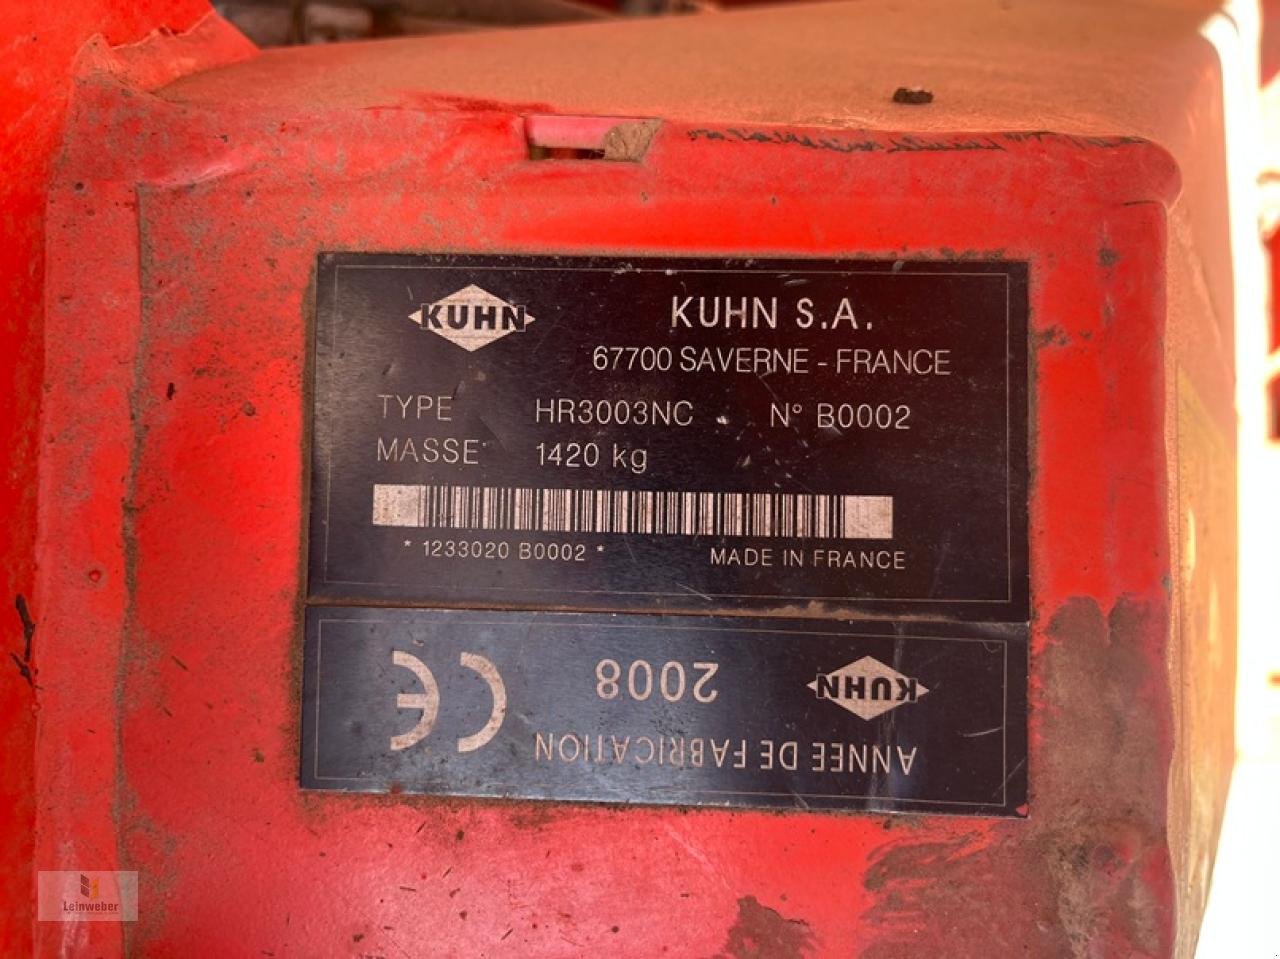 KUHN
KUHN S.A.
67700 SAVERNE - FRANCE
TYPE HR3003NC N° B0002
MASSE 1420 kg
* 1233020 B0002 * MADE IN FRANCE
KUHN 2008 CE
ANNEE DE FABRICATION
Leinweber